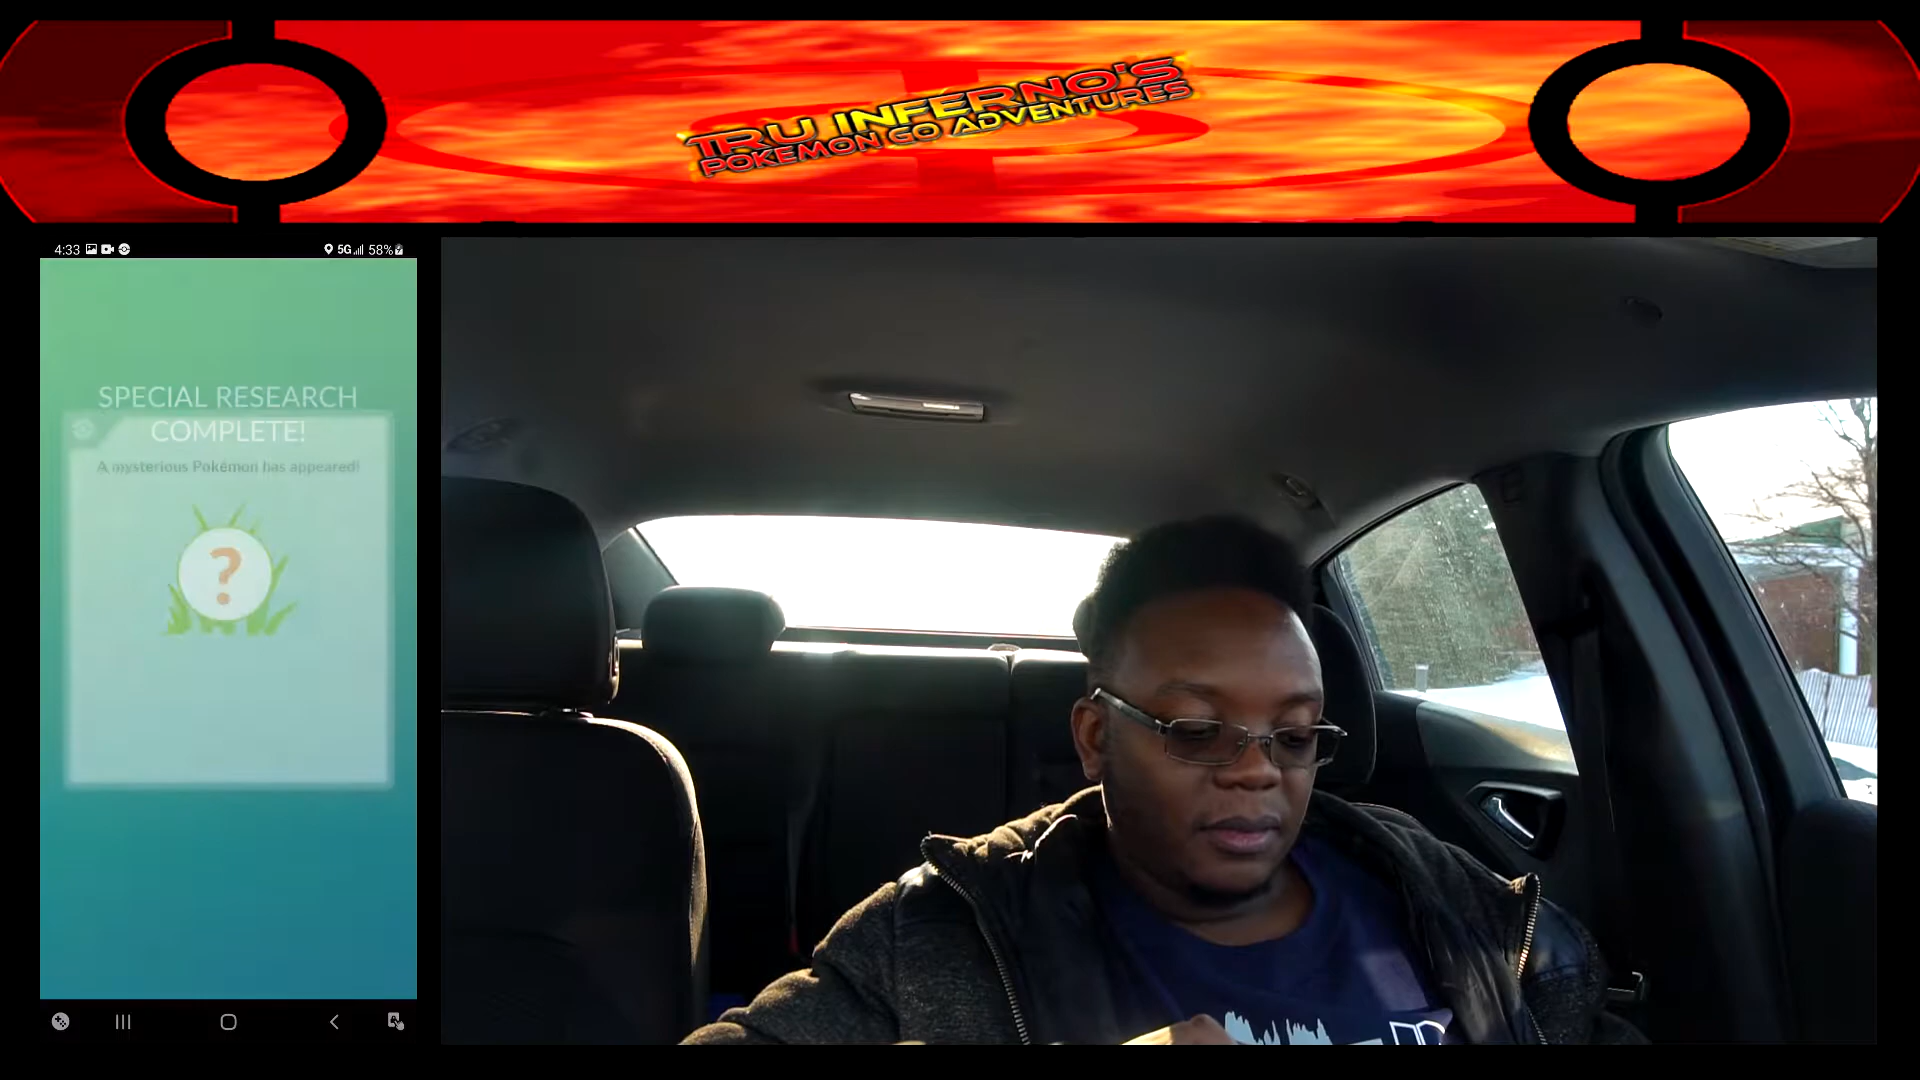 TRU INFERNO'S
POKEMON GO ADVENTURES
4:33
5G 58%
SPECIAL RESEARCH
COMPLETE!
A mysterious Pokémon has appeared!
?